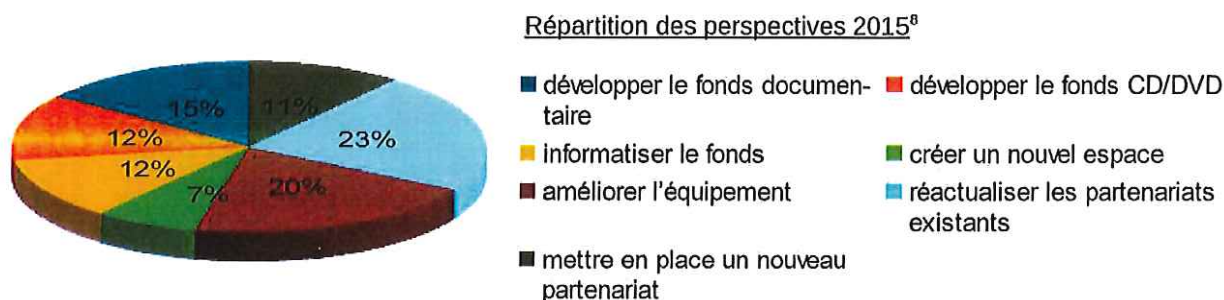 Répartition des perspectives 2015⁸
développer le fonds documen-
taire
développer le fonds CD/DVD
informatiser le fonds
créer un nouvel espace
améliorer l'équipement
réactualiser les partenariats
existants
mettre en place un nouveau
partenariat
15%
11%
23%
12%
12%
7%
20%